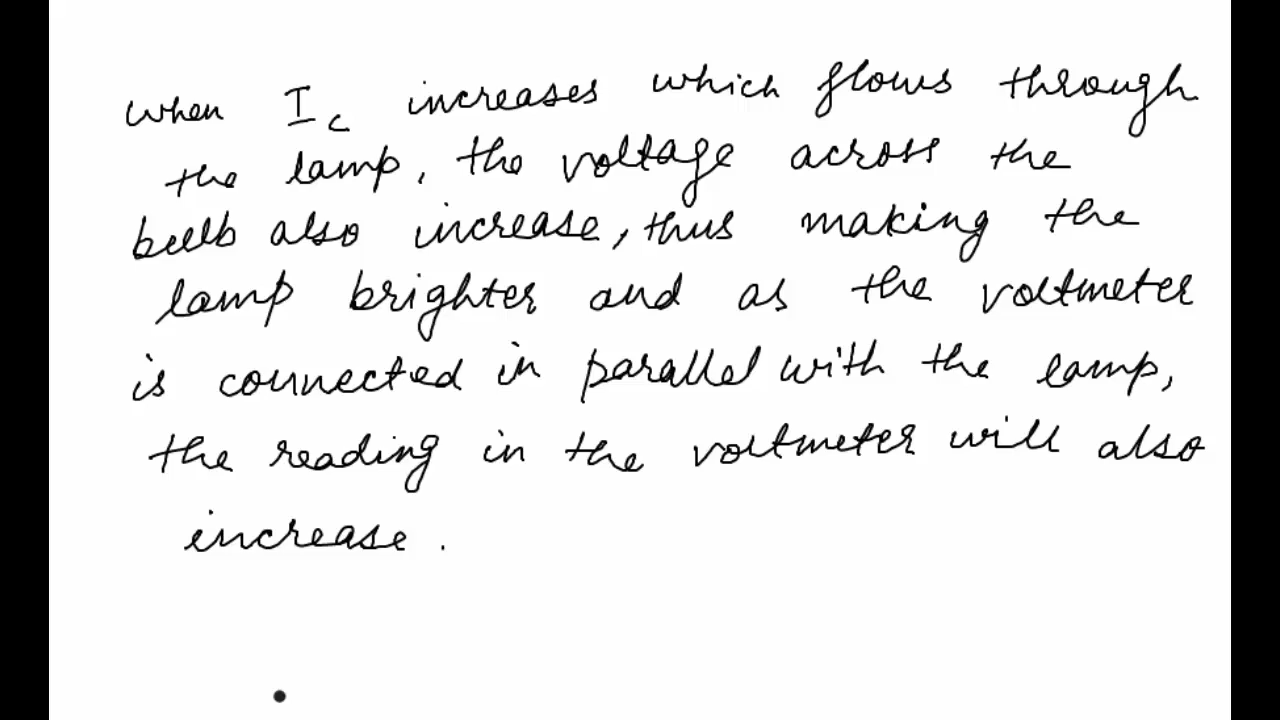 When I_c increases which flows through
the lamp, the voltage across the
bulb also increase, thus making the
lamp brighter and as the voltmeter
is connected in parallel with the lamp,
the reading in the voltmeter will also
increase.